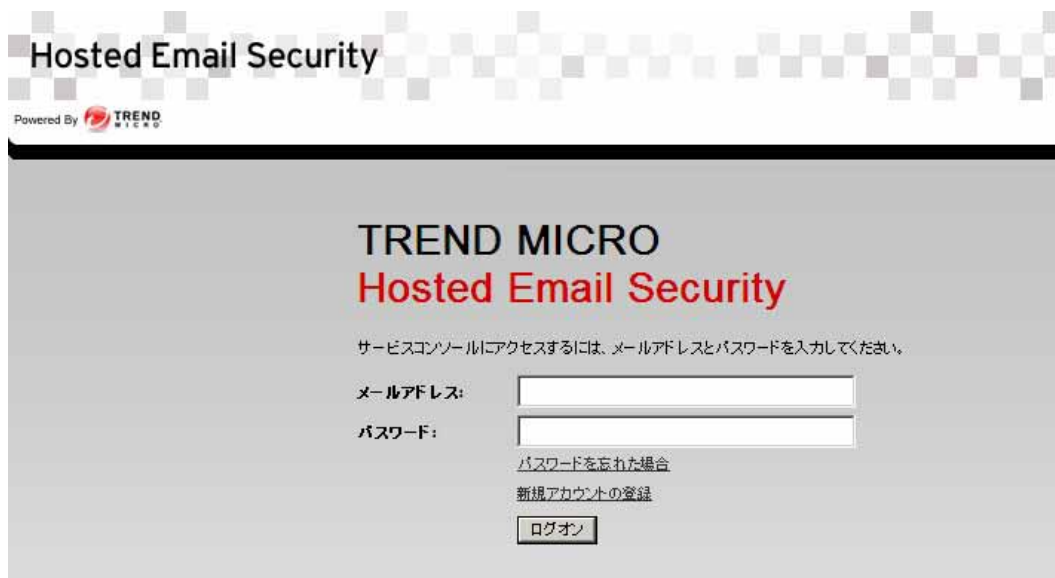 Hosted Email Security
Powered By TREND MICRO
TREND MICRO
Hosted Email Security
サービスコンソールにアクセスするには、メールアドレスとパスワードを入力してください。
メールアドレス:
パスワード:
パスワードを忘れた場合
新規アカウントの登録
ログオン